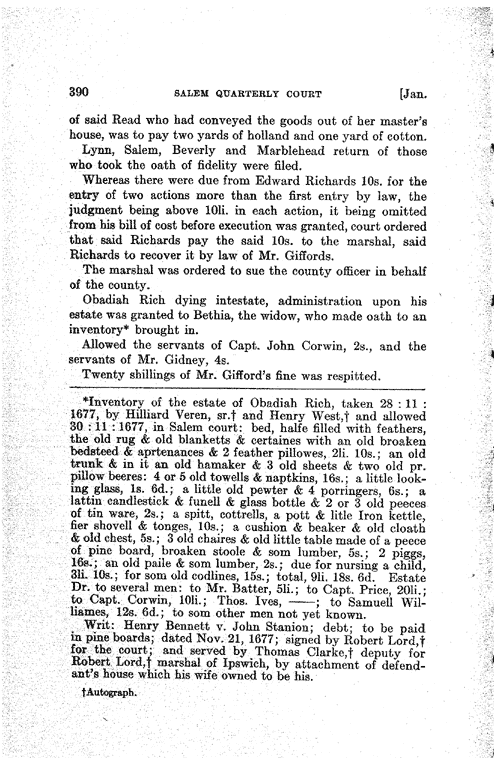 390 SALEM QUARTERLY COURT [Jan.
of said Read who had conveyed the goods out of her master's
house, was to pay two yards of holland and one yard of cotton.
Lynn, Salem, Beverly and Marblehead return of those
who took the oath of fidelity were filed.
Whereas there were due from Edward Richards 10s. for the
entry of two actions more than the first entry by law, the
judgment being above 10li. in each action, it being omitted
from his bill of cost before execution was granted, court ordered
that said Richards pay the said 10s. to the marshal, said
Richards to recover it by law of Mr. Giffords.
The marshal was ordered to sue the county officer in behalf
of the county.
Obadiah Rich dying intestate, administration upon his
estate was granted to Bethia, the widow, who made oath to an
inventory* brought in.
Allowed the servants of Capt. John Corwin, 2s., and the
servants of Mr. Gidney, 4s.
Twenty shillings of Mr. Gifford's fine was respitted.
*Inventory of the estate of Obadiah Rich, taken 28 : 11 :
1677, by Hilliard Veren, sr.† and Henry West,† and allowed
30 : 11 : 1677, in Salem court: bed, halfe filled with feathers,
the old rug & old blanketts & certaines with an old broaken
bedsteed & aprtenances & 2 feather pillowes, 2li. 10s.; an old
trunk & in it an old hamaker & 3 old sheets & two old pr.
pillow beeres: 4 or 5 old towells & naptkins, 16s.; a little look-
ing glass, 1s. 6d.; a little old pewter & 4 porringers, 6s.; a
lattin candlestick & funell & glass bottle & 2 or 3 old peeces
of tin ware, 2s.; a spitt, cottrells, a pott & litle Iron kettle,
fier shovell & tonges, 10s.; a cushion & beaker & old cloath
& old chest, 5s.; 3 old chaires & old little table made of a peece
of pine board, broaken stoole & som lumber, 5s.; 2 piggs,
16s.; an old paile & som lumber, 2s.; due for nursing a child,
3li. 10s.; for som old codlines, 15s.; total, 9li. 18s. 6d. Estate
Dr. to several men: to Mr. Batter, 5li.; to Capt. Price, 20li.;
to Capt. Corwin, 10li.; Thos. Ives, ——; to Samuell Wil-
liames, 12s. 6d.; to som other men not yet known.
Writ: Henry Bennett v. John Stanion; debt; to be paid
in pine boards; dated Nov. 21, 1677; signed by Robert Lord,†
for the court; and served by Thomas Clarke,† deputy for
Robert Lord,† marshal of Ipswich, by attachment of defend-
ant's house which his wife owned to be his.
†Autograph.